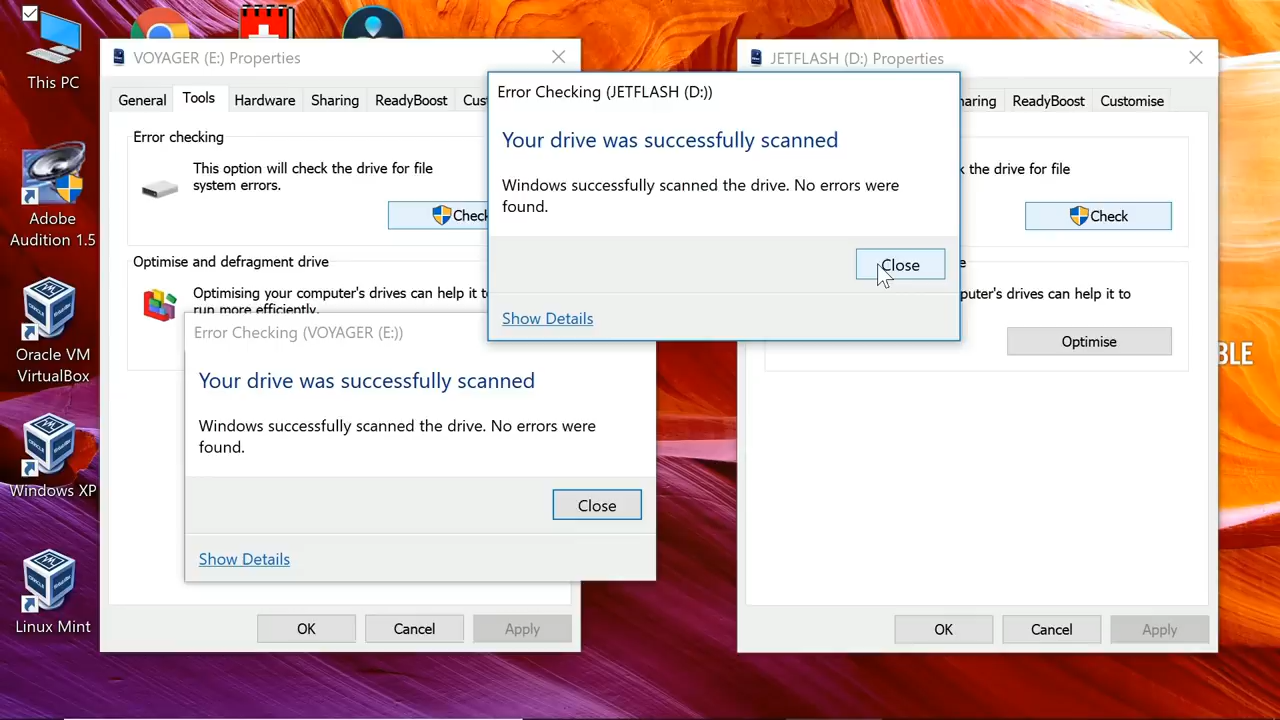 This PC
Adobe
Audition 1.5
Oracle VM
VirtualBox
Windows XP
Linux Mint
VOYAGER (E:) Properties
General
Tools
Hardware
Sharing
ReadyBoost
Cus
Error checking
This option will check the drive for file
system errors.
Check
Optimise and defragment drive
Optimising your computer's drives can help it to
run more efficiently.
Error Checking (VOYAGER (E:))
Your drive was successfully scanned
Windows successfully scanned the drive. No errors were
found.
Close
Show Details
OK
Cancel
Apply
Error Checking (JETFLASH (D:))
Your drive was successfully scanned
Windows successfully scanned the drive. No errors were
found.
Close
Show Details
JETFLASH (D:) Properties
haring
ReadyBoost
Customise
k the drive for file
Check
e
puter's drives can help it to
Optimise
OK
Cancel
Apply
BLE